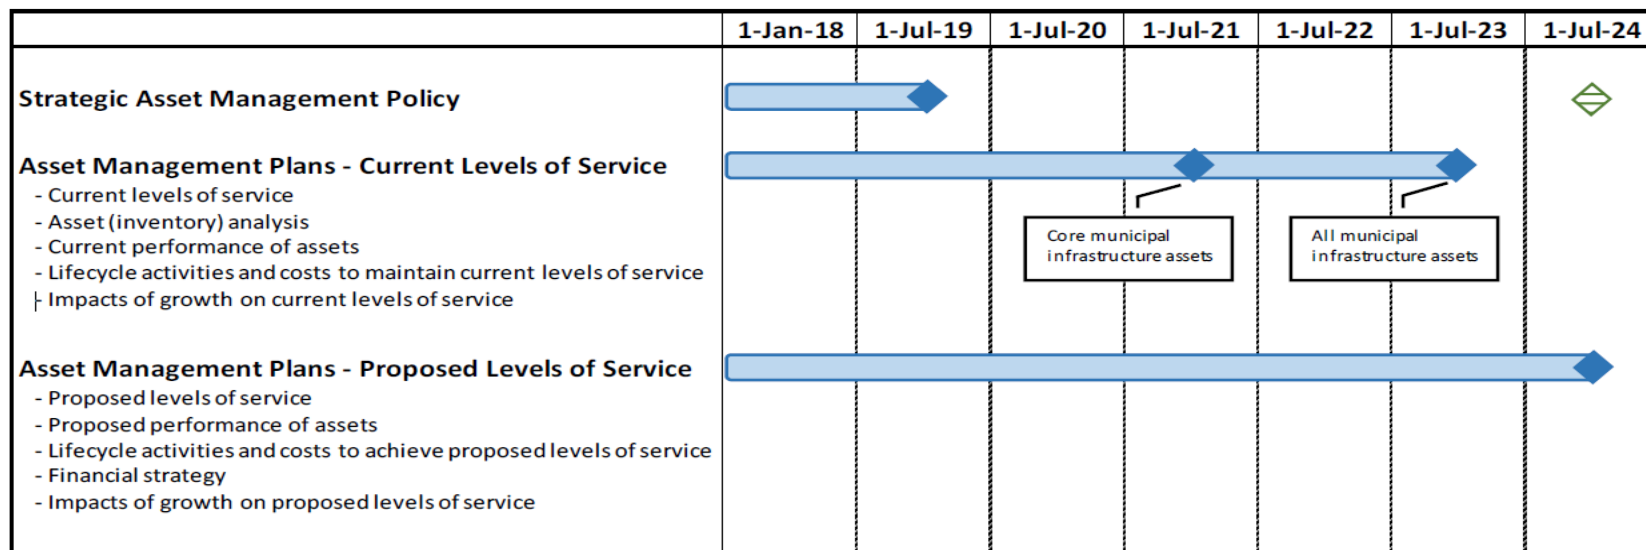 1-Jan-18 1-Jul-19 1-Jul-20 1-Jul-21 1-Jul-22 1-Jul-23 1-Jul-24
Strategic Asset Management Policy
Asset Management Plans - Current Levels of Service
- Current levels of service
- Asset (inventory) analysis
- Current performance of assets
- Lifecycle activities and costs to maintain current levels of service
- Impacts of growth on current levels of service
Core municipal
infrastructure assets
All municipal
infrastructure assets
Asset Management Plans - Proposed Levels of Service
- Proposed levels of service
- Proposed performance of assets
- Lifecycle activities and costs to achieve proposed levels of service
- Financial strategy
- Impacts of growth on proposed levels of service